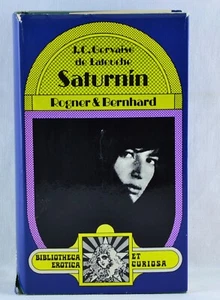 J.C. Gervaise
de Latouche
Saturnin
Rogner & Bernhard
BIBLIOTHECA ET
EROTICA CURIOSA